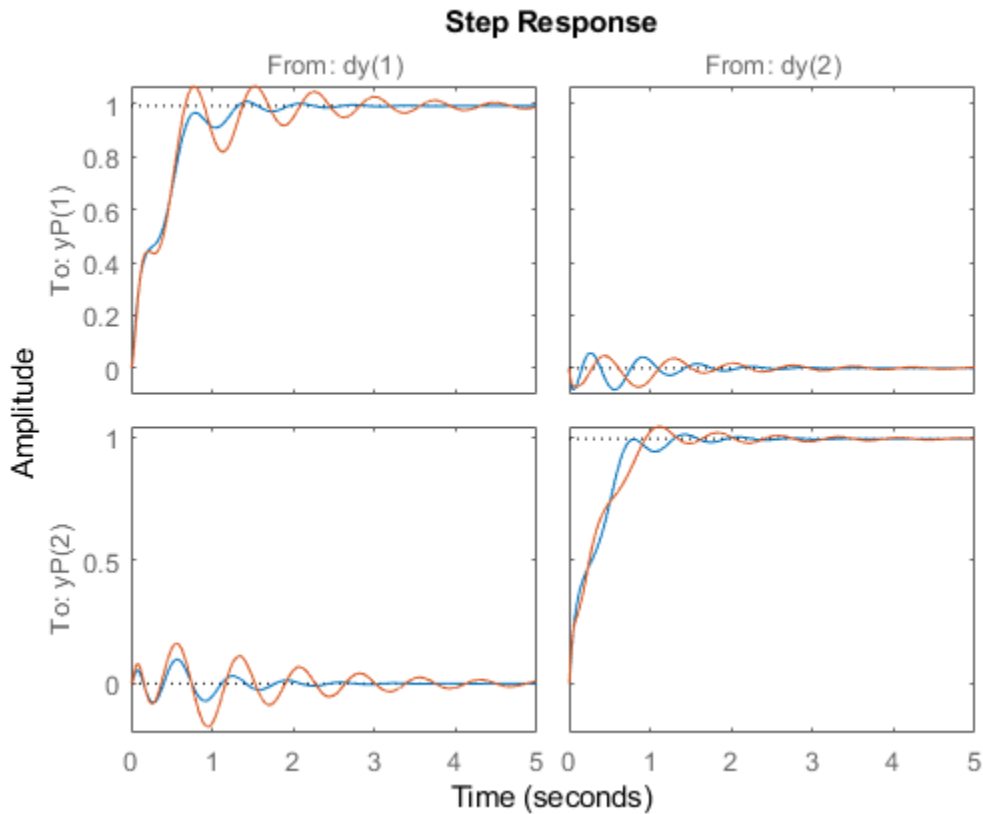 Step Response
From: dy(1)
From: dy(2)
To: yP(1)
1
0.8
0.6
0.4
0.2
0
Amplitude
To: yP(2)
1
0.5
0
0 1 2 3 4 5
0 1 2 3 4 5
Time (seconds)